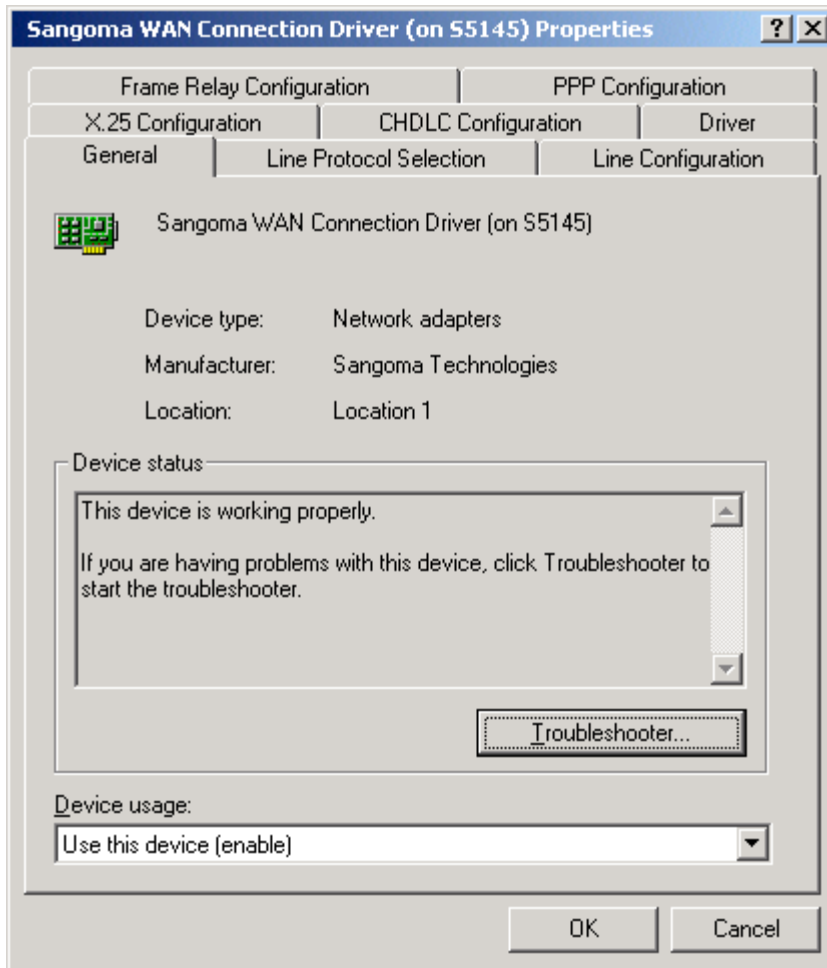 Sangoma WAN Connection Driver (on S5145) Properties
Frame Relay Configuration PPP Configuration
X.25 Configuration CHDLC Configuration Driver
General Line Protocol Selection Line Configuration
Sangoma WAN Connection Driver (on S5145)
Device type: Network adapters
Manufacturer: Sangoma Technologies
Location: Location 1
Device status
This device is working properly.
If you are having problems with this device, click Troubleshooter to
start the troubleshooter.
Troubleshooter...
Device usage:
Use this device (enable)
OK Cancel